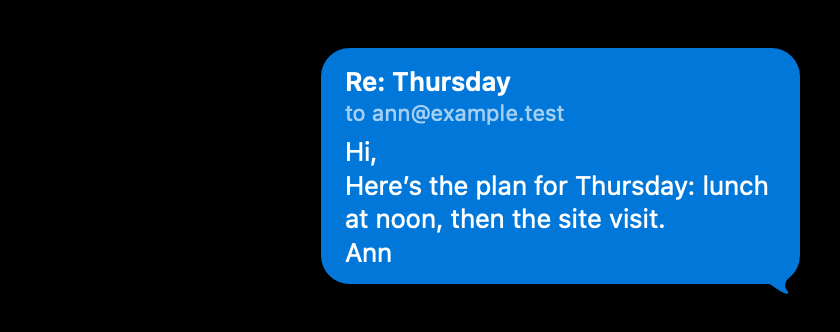 Re: Thursday
to ann@example.test
Hi,
Here’s the plan for Thursday: lunch
at noon, then the site visit.
Ann